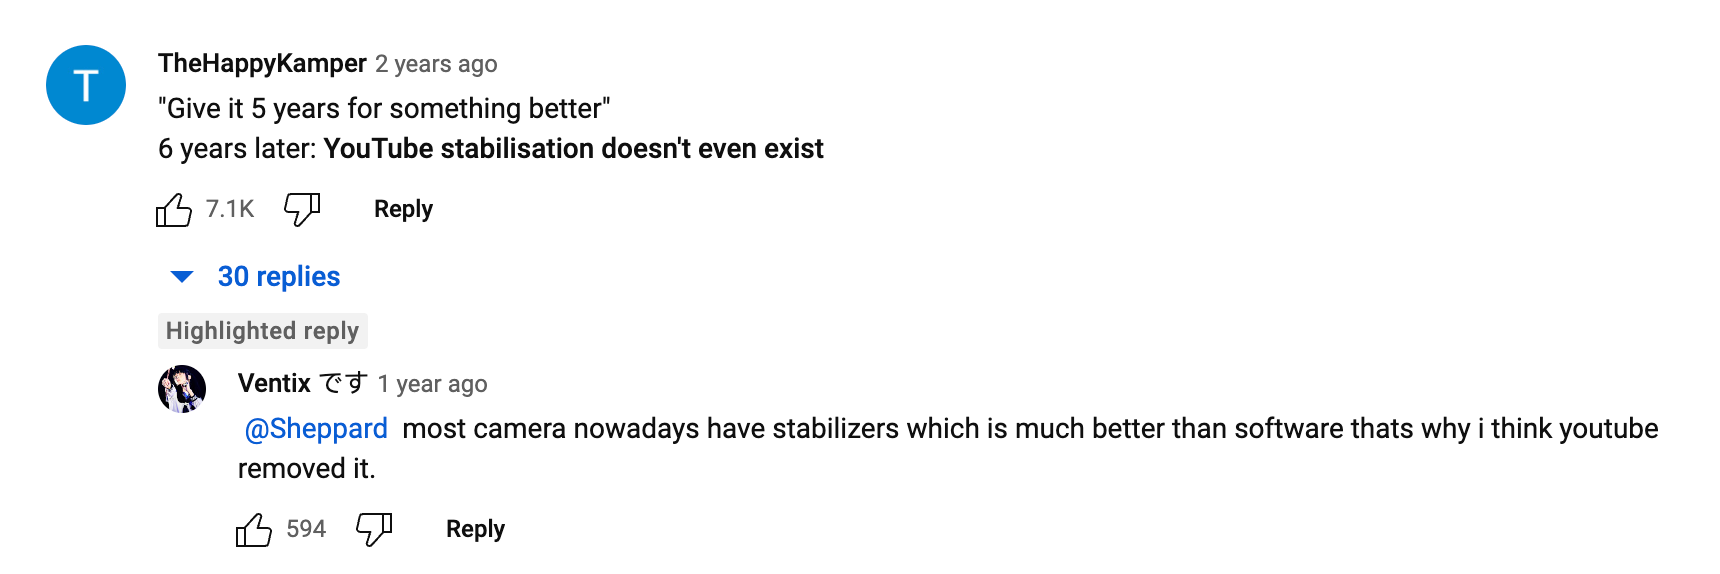 T
TheHappyKamper 2 years ago
"Give it 5 years for something better"
6 years later: YouTube stabilisation doesn't even exist
7.1K Reply
30 replies
Highlighted reply
Ventix です 1 year ago
@Sheppard most camera nowadays have stabilizers which is much better than software thats why i think youtube
removed it.
594 Reply